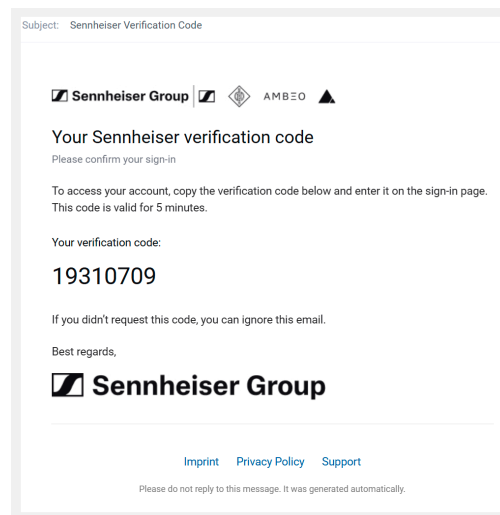 Subject: Sennheiser Verification Code
Sennheiser Group AMBEO
Your Sennheiser verification code
Please confirm your sign-in
To access your account, copy the verification code below and enter it on the sign-in page.
This code is valid for 5 minutes.
Your verification code:
19310709
If you didn't request this code, you can ignore this email.
Best regards,
Sennheiser Group
Imprint Privacy Policy Support
Please do not reply to this message. It was generated automatically.